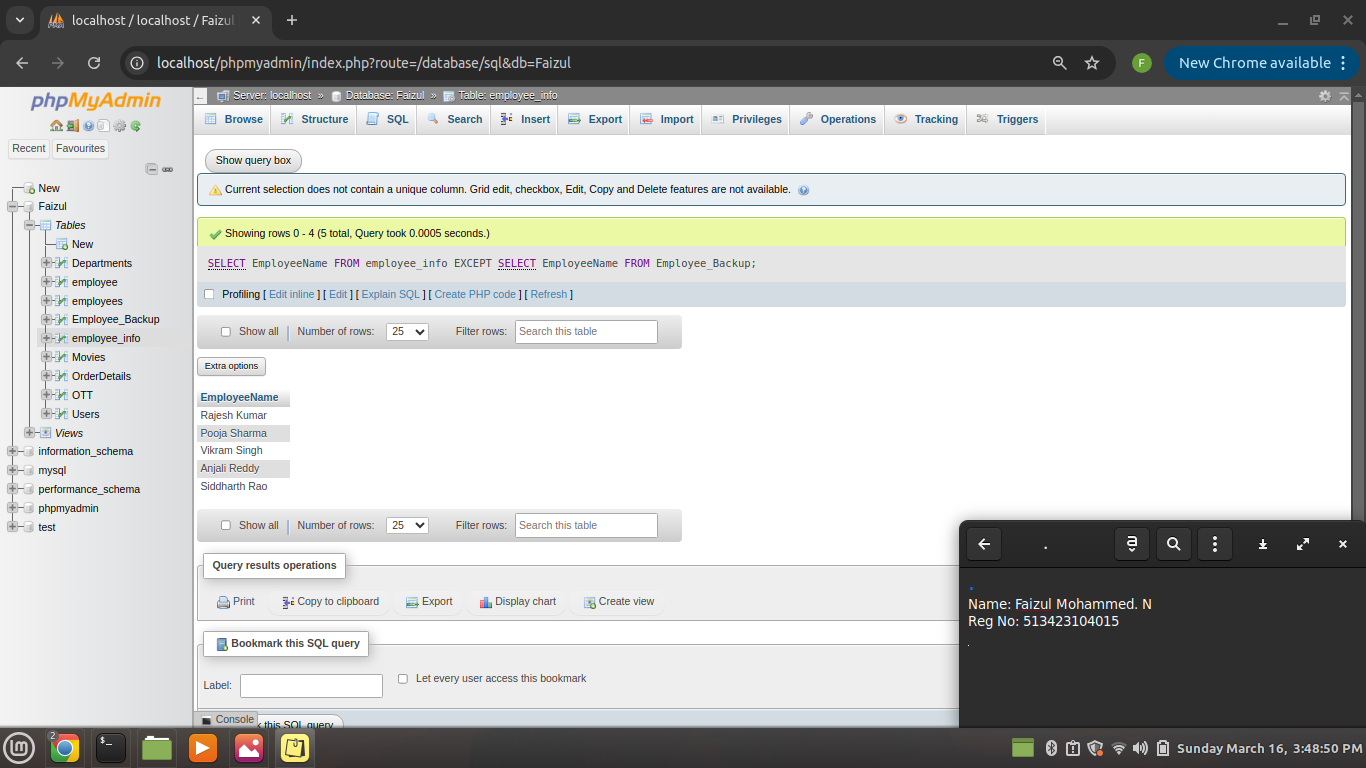 localhost / localhost / Faizul
localhost/phpmyadmin/index.php?route=/database/sql&db=Faizul
F
New Chrome available
phpMyAdmin
Recent Favourites
New
Faizul
Tables
New
Departments
employee
employees
Employee_Backup
employee_info
Movies
OrderDetails
OTT
Users
Views
information_schema
mysql
performance_schema
phpmyadmin
test
Server: localhost » Database: Faizul » Table: employee_info
Browse Structure SQL Search Insert Export Import Privileges Operations Tracking Triggers
Show query box
Current selection does not contain a unique column. Grid edit, checkbox, Edit, Copy and Delete features are not available.
Showing rows 0 - 4 (5 total, Query took 0.0005 seconds.)
SELECT EmployeeName FROM employee_info EXCEPT SELECT EmployeeName FROM Employee_Backup;
Profiling [ Edit inline ] [ Edit ] [ Explain SQL ] [ Create PHP code ] [ Refresh ]
Show all | Number of rows: 25 Filter rows: Search this table
Extra options
EmployeeName
Rajesh Kumar
Pooja Sharma
Vikram Singh
Anjali Reddy
Siddharth Rao
Show all | Number of rows: 25 Filter rows: Search this table
Query results operations
Print Copy to clipboard Export Display chart Create view
Bookmark this SQL query
Label: Let every user access this bookmark
Console
this SQL query
.
a
.
Name: Faizul Mohammed. N
Reg No: 513423104015
.
2
$_
Sunday March 16, 3:48:50 PM